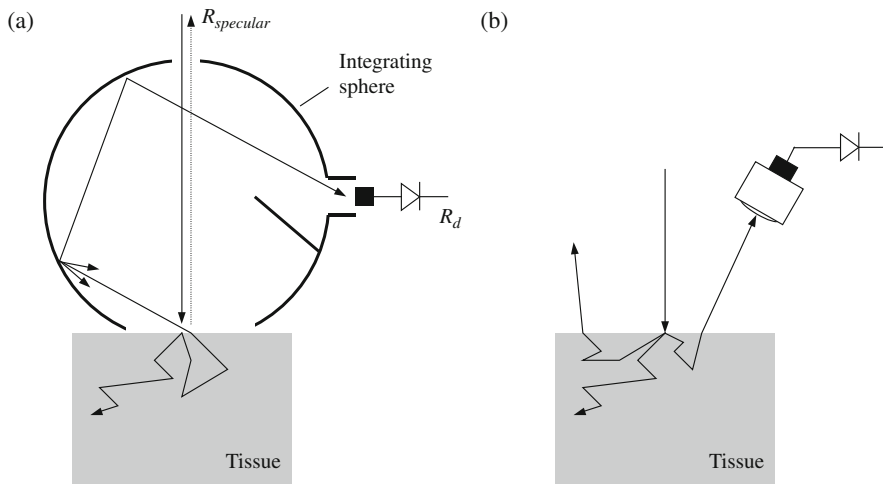 (a)
R_specular
Integrating
sphere
R_d
Tissue
(b)
Tissue